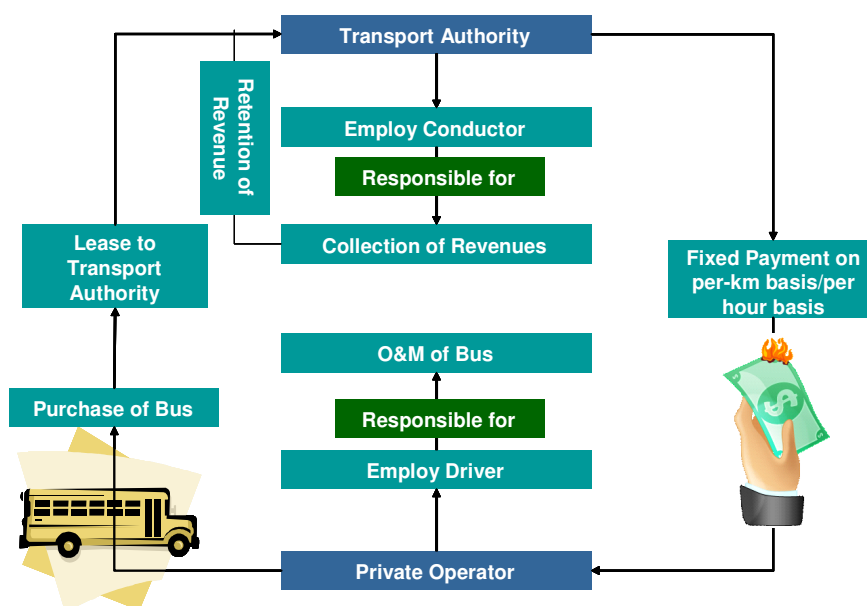 Transport Authority
Retention of
Revenue
Employ Conductor
Responsible for
Collection of Revenues
Lease to
Transport
Authority
Fixed Payment on
per-km basis/per
hour basis
O&M of Bus
Responsible for
Purchase of Bus
Employ Driver
Private Operator